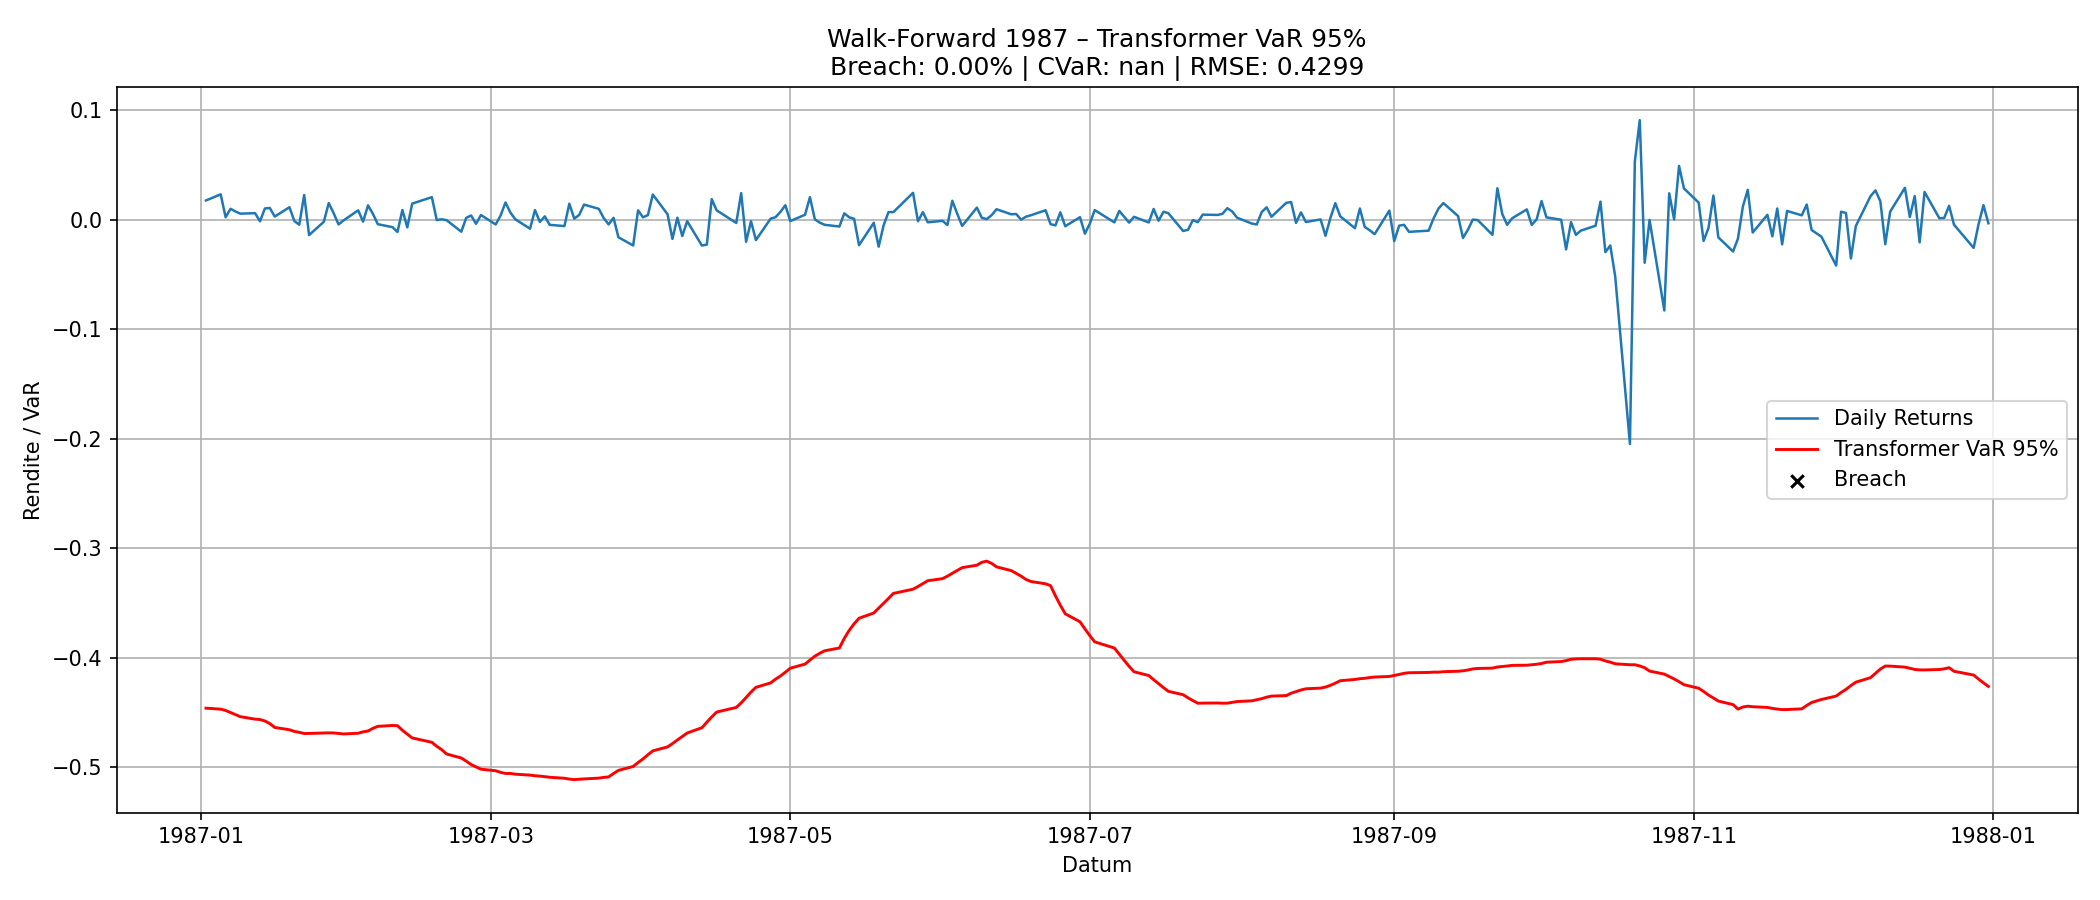 Walk-Forward 1987 – Transformer VaR 95%
Breach: 0.00% | CVaR: nan | RMSE: 0.4299
0.1
0.0
−0.1
−0.2
−0.3
−0.4
−0.5
Rendite / VaR
Daily Returns
Transformer VaR 95%
Breach
1987-01 1987-03 1987-05 1987-07 1987-09 1987-11 1988-01
Datum